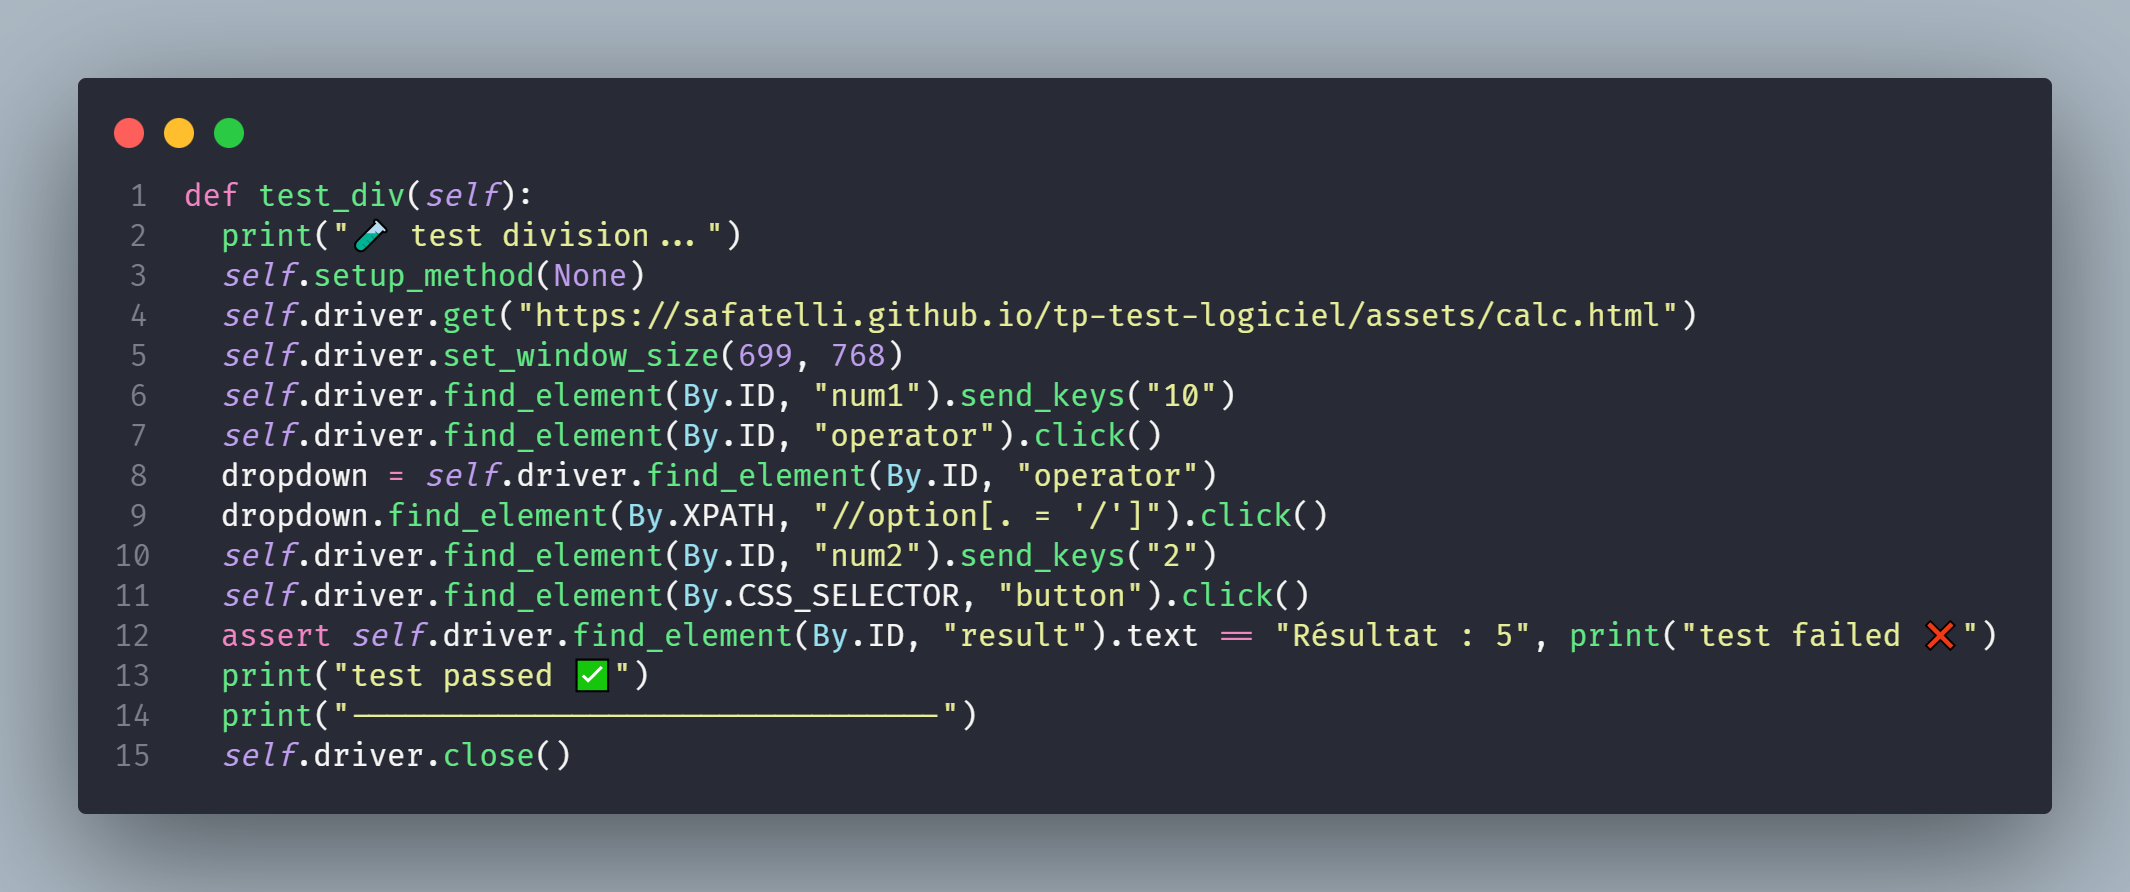 1 def test_div(self):
2   print("🧪 test division...")
3   self.setup_method(None)
4   self.driver.get("https://safatelli.github.io/tp-test-logiciel/assets/calc.html")
5   self.driver.set_window_size(699, 768)
6   self.driver.find_element(By.ID, "num1").send_keys("10")
7   self.driver.find_element(By.ID, "operator").click()
8   dropdown = self.driver.find_element(By.ID, "operator")
9   dropdown.find_element(By.XPATH, "//option[. = '/']").click()
10   self.driver.find_element(By.ID, "num2").send_keys("2")
11   self.driver.find_element(By.CSS_SELECTOR, "button").click()
12   assert self.driver.find_element(By.ID, "result").text == "Résultat : 5", print("test failed ❌")
13   print("test passed ✅")
14   print("--------------------------------")
15   self.driver.close()